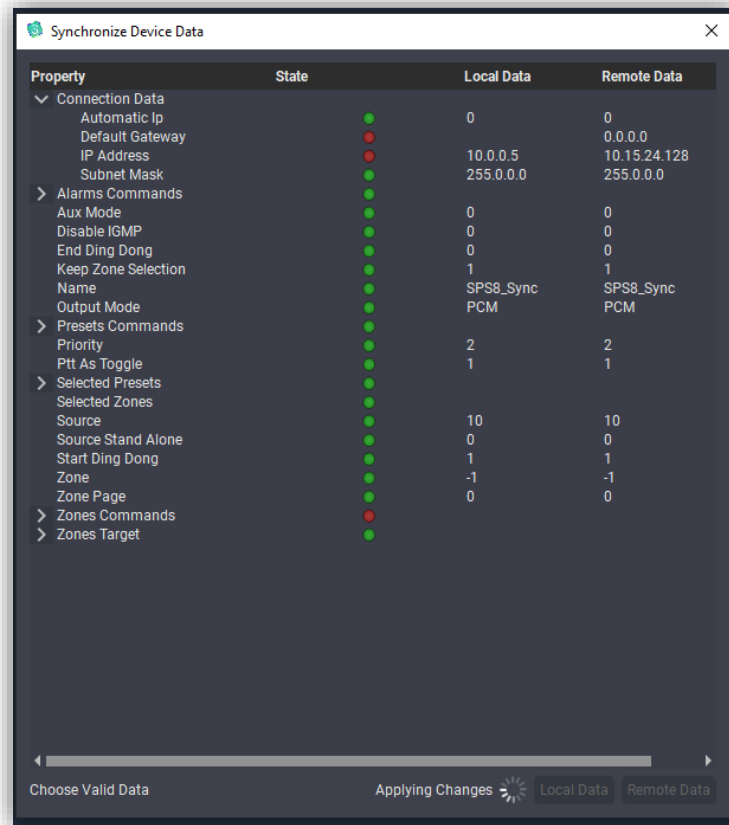 Synchronize Device Data
Property State Local Data Remote Data
Connection Data
Automatic Ip 0 0
Default Gateway 0.0.0.0
IP Address 10.0.0.5 10.15.24.128
Subnet Mask 255.0.0.0 255.0.0.0
Alarms Commands
Aux Mode 0 0
Disable IGMP 0 0
End Ding Dong 0 0
Keep Zone Selection 1 1
Name SPS8_Sync SPS8_Sync
Output Mode PCM PCM
Presets Commands
Priority 2 2
Ptt As Toggle 1 1
Selected Presets
Selected Zones
Source 10 10
Source Stand Alone 0 0
Start Ding Dong 1 1
Zone -1 -1
Zone Page 0 0
Zones Commands
Zones Target
Choose Valid Data Applying Changes Local Data Remote Data